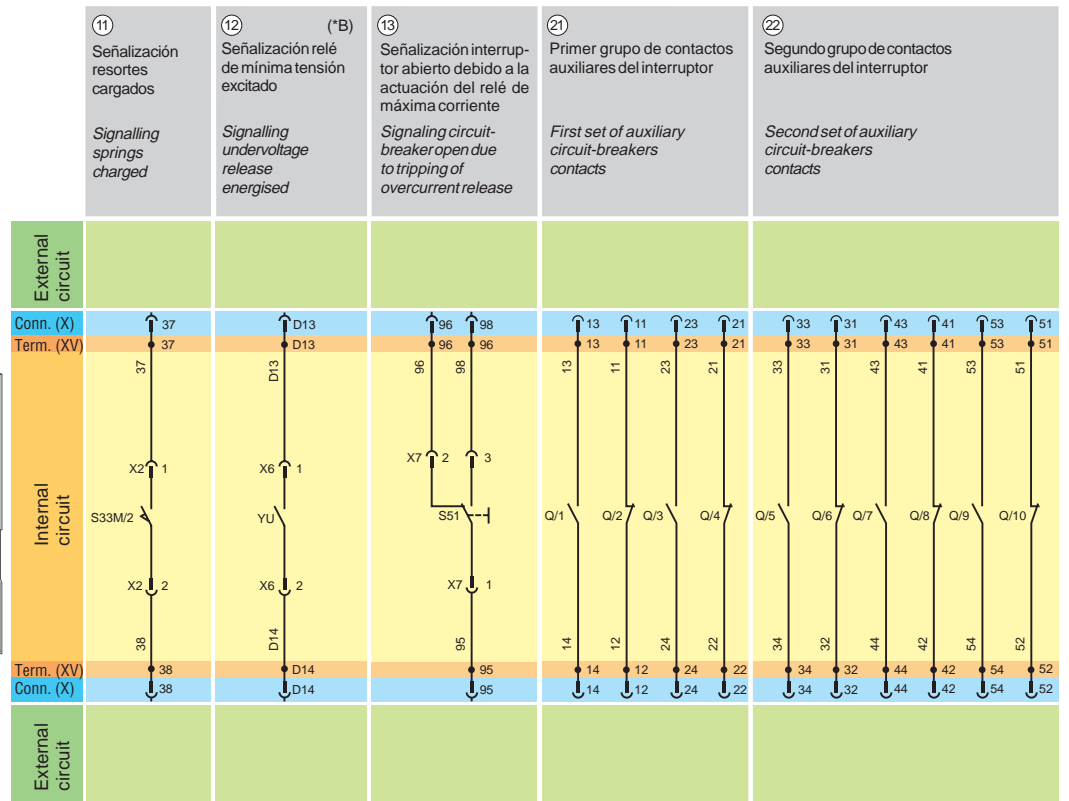 11
Señalización
resortes
cargados
Signalling
springs
charged
12 (*B)
Señalización relé
de mínima tensión
excitado
Signalling
undervoltage
release
energised
13
Señalización interrup-
tor abierto debido a la
actuación del relé de
máxima corriente
Signaling circuit-
breaker open due
to tripping of
overcurrent release
21
Primer grupo de contactos
auxiliares del interruptor
First set of auxiliary
circuit-breakers
contacts
22
Segundo grupo de contactos
auxiliares del interruptor
Second set of auxiliary
circuit-breakers
contacts
External
circuit
Conn. (X) 37 D13 96 98 13 11 23 21 33 31 43 41 53 51
Term. (XV) 37 D13 96 96 13 11 23 21 33 31 43 41 53 51
37 D13 96 98 13 11 23 21 33 31 43 41 53 51
X7 2 3
X2 1 X6 1
Internal
circuit
S33M/2 YU S51 Q/1 Q/2 Q/3 Q/4 Q/5 Q/6 Q/7 Q/8 Q/9 Q/10
X2 2 X6 2 X7 1
38 D14 95 14 12 24 22 34 32 44 42 54 52
Term. (XV) 38 D14 95 14 12 24 22 34 32 44 42 54 52
Conn. (X) 38 D14 95 14 12 24 22 34 32 44 42 54 52
External
circuit